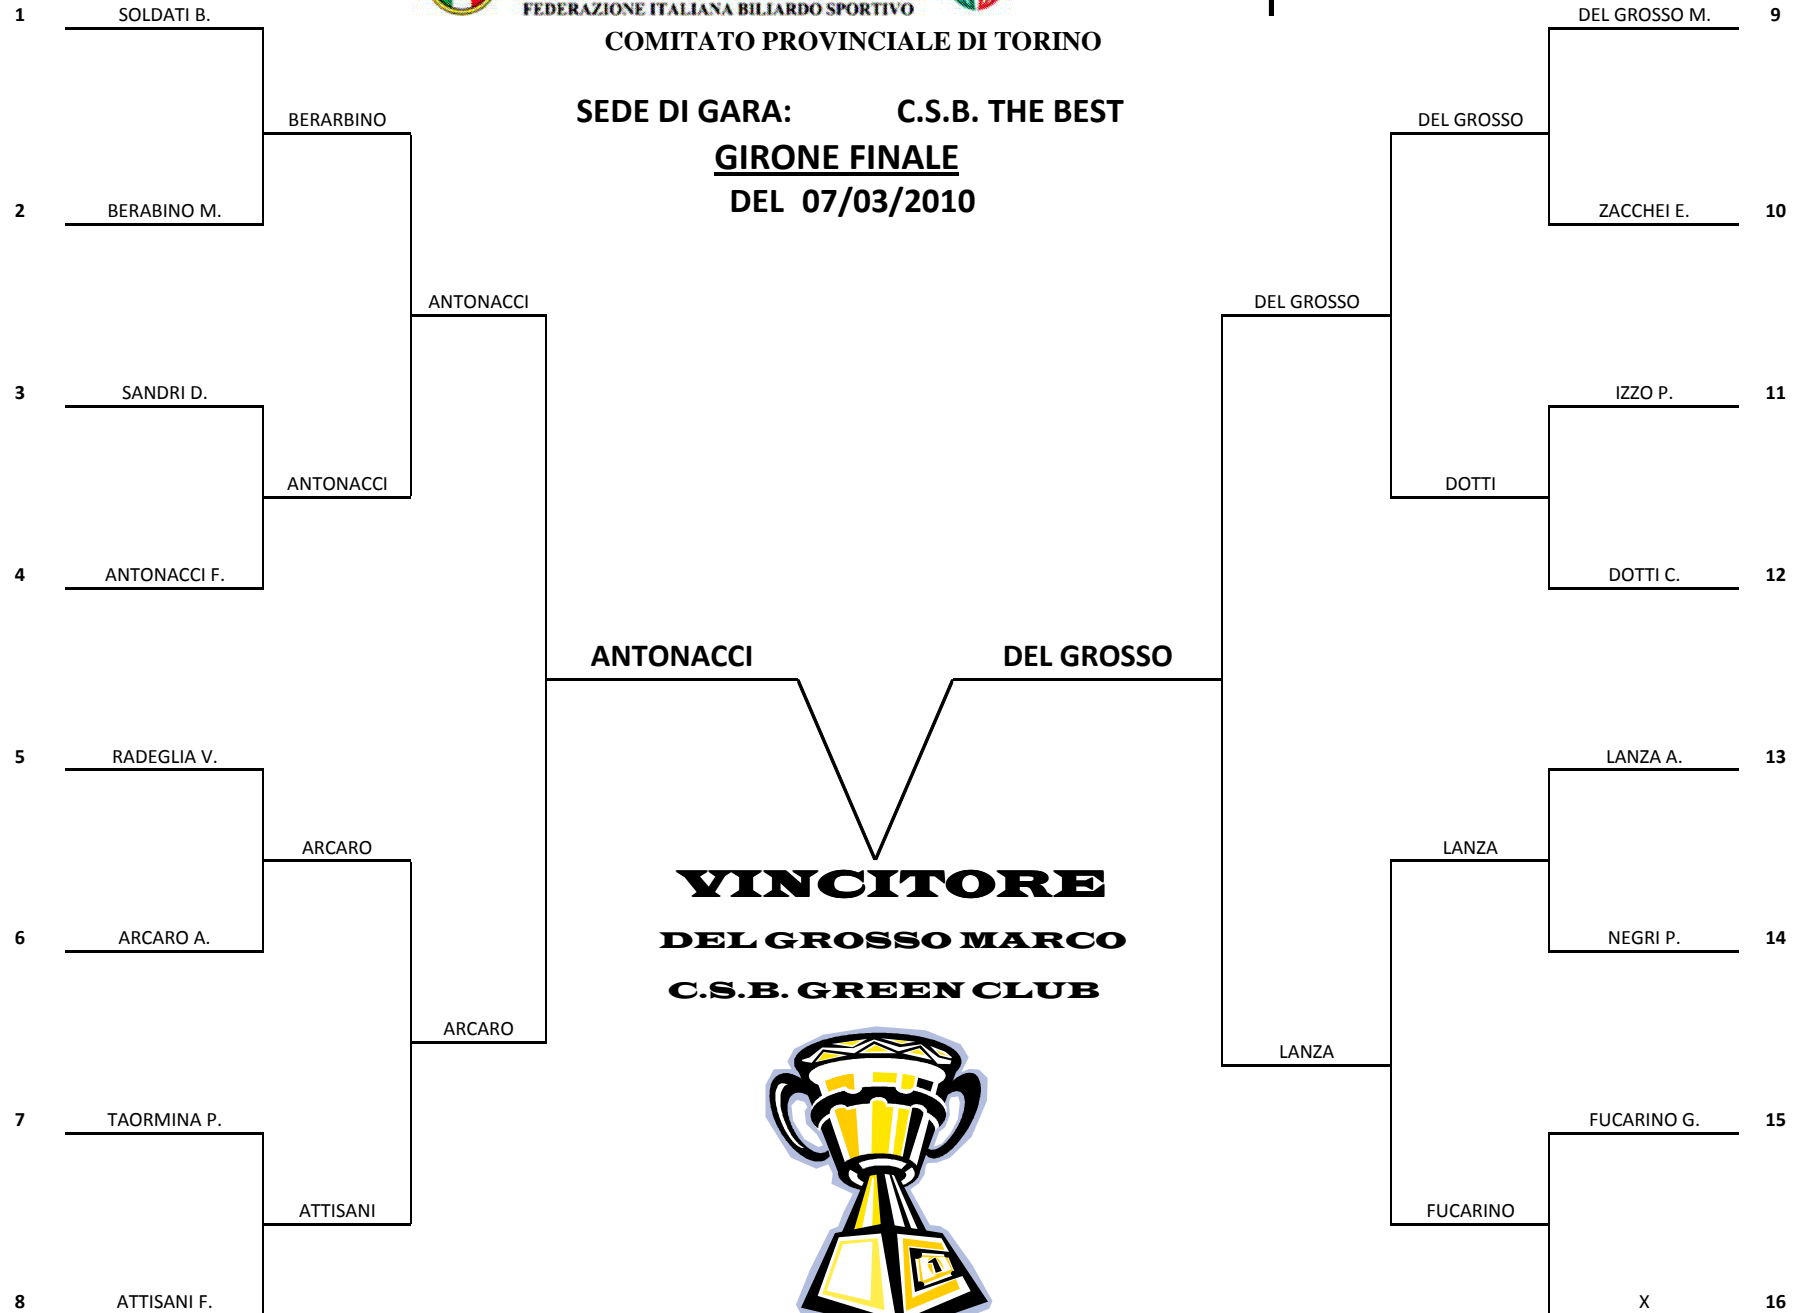 1 SOLDATI B. FEDERAZIONE ITALIANA BILIARDO SPORTIVO DEL GROSSO M. 9
COMITATO PROVINCIALE DI TORINO
SEDE DI GARA: C.S.B. THE BEST
BERARBINO DEL GROSSO
GIRONE FINALE
DEL 07/03/2010
2 BERABINO M. ZACCHEI E. 10
ANTONACCI DEL GROSSO
3 SANDRI D. IZZO P. 11
ANTONACCI DOTTI
4 ANTONACCI F. DOTTI C. 12
ANTONACCI DEL GROSSO
5 RADEGLIA V. LANZA A. 13
ARCARO LANZA
VINCITORE
6 ARCARO A. DEL GROSSO MARCO NEGRI P. 14
C.S.B. GREEN CLUB
ARCARO LANZA
7 TAORMINA P. FUCARINO G. 15
ATTISANI FUCARINO
1
8 ATTISANI F. X 16